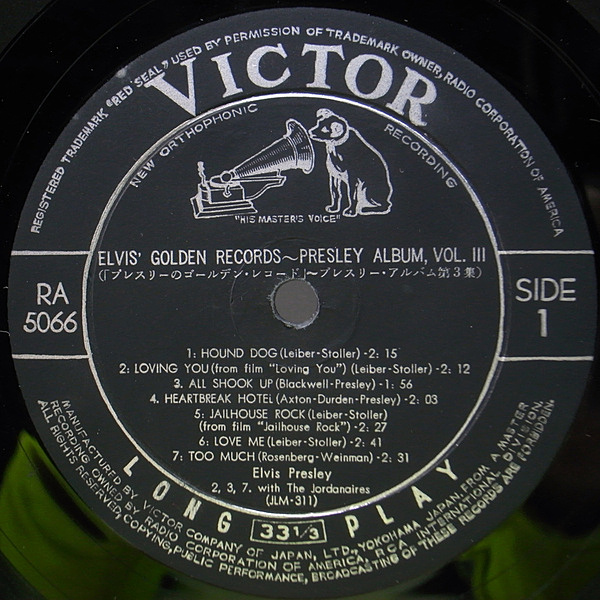 REGISTERED TRADEMARK "RED SEAL" USED BY PERMISSION OF TRADEMARK OWNER, RADIO CORPORATION OF AMERICA
VICTOR
NEW ORTHOPHONIC RECORDING
"HIS MASTER'S VOICE"
ELVIS' GOLDEN RECORDS~PRESLEY ALBUM, VOL. III
(「プレスリーのゴールデン・レコード」~プレスリー・アルバム第3集)
RA
5066
SIDE
1
1: HOUND DOG (Leiber-Stoller) -2: 15
2: LOVING YOU (from film "Loving You") (Leiber-Stoller) -2: 12
3. ALL SHOOK UP (Blackwell-Presley) -1: 56
4. HEARTBREAK HOTEL (Axton-Durden-Presley) -2: 03
5: JAILHOUSE ROCK (Leiber-Stoller)
(from film "Jailhouse Rock") -2: 27
6: LOVE ME (Leiber-Stoller) -2: 41
7: TOO MUCH (Rosenberg-Weinman) -2: 31
Elvis Presley
2, 3, 7. with The Jordanaires
(JLM-311)
LONG 33 1/3 PLAY
MANUFACTURED BY VICTOR COMPANY OF JAPAN, LTD., YOKOHAMA, JAPAN, FROM A MASTER
RECORDING OWNED BY RADIO CORPORATION OF AMERICA, RCA INTERNATIONAL DIVISION.
ALL RIGHTS RESERVED, COPYING, PUBLIC PERFORMANCE, BROADCASTING OF THESE RECORDS ARE FORBIDDEN.